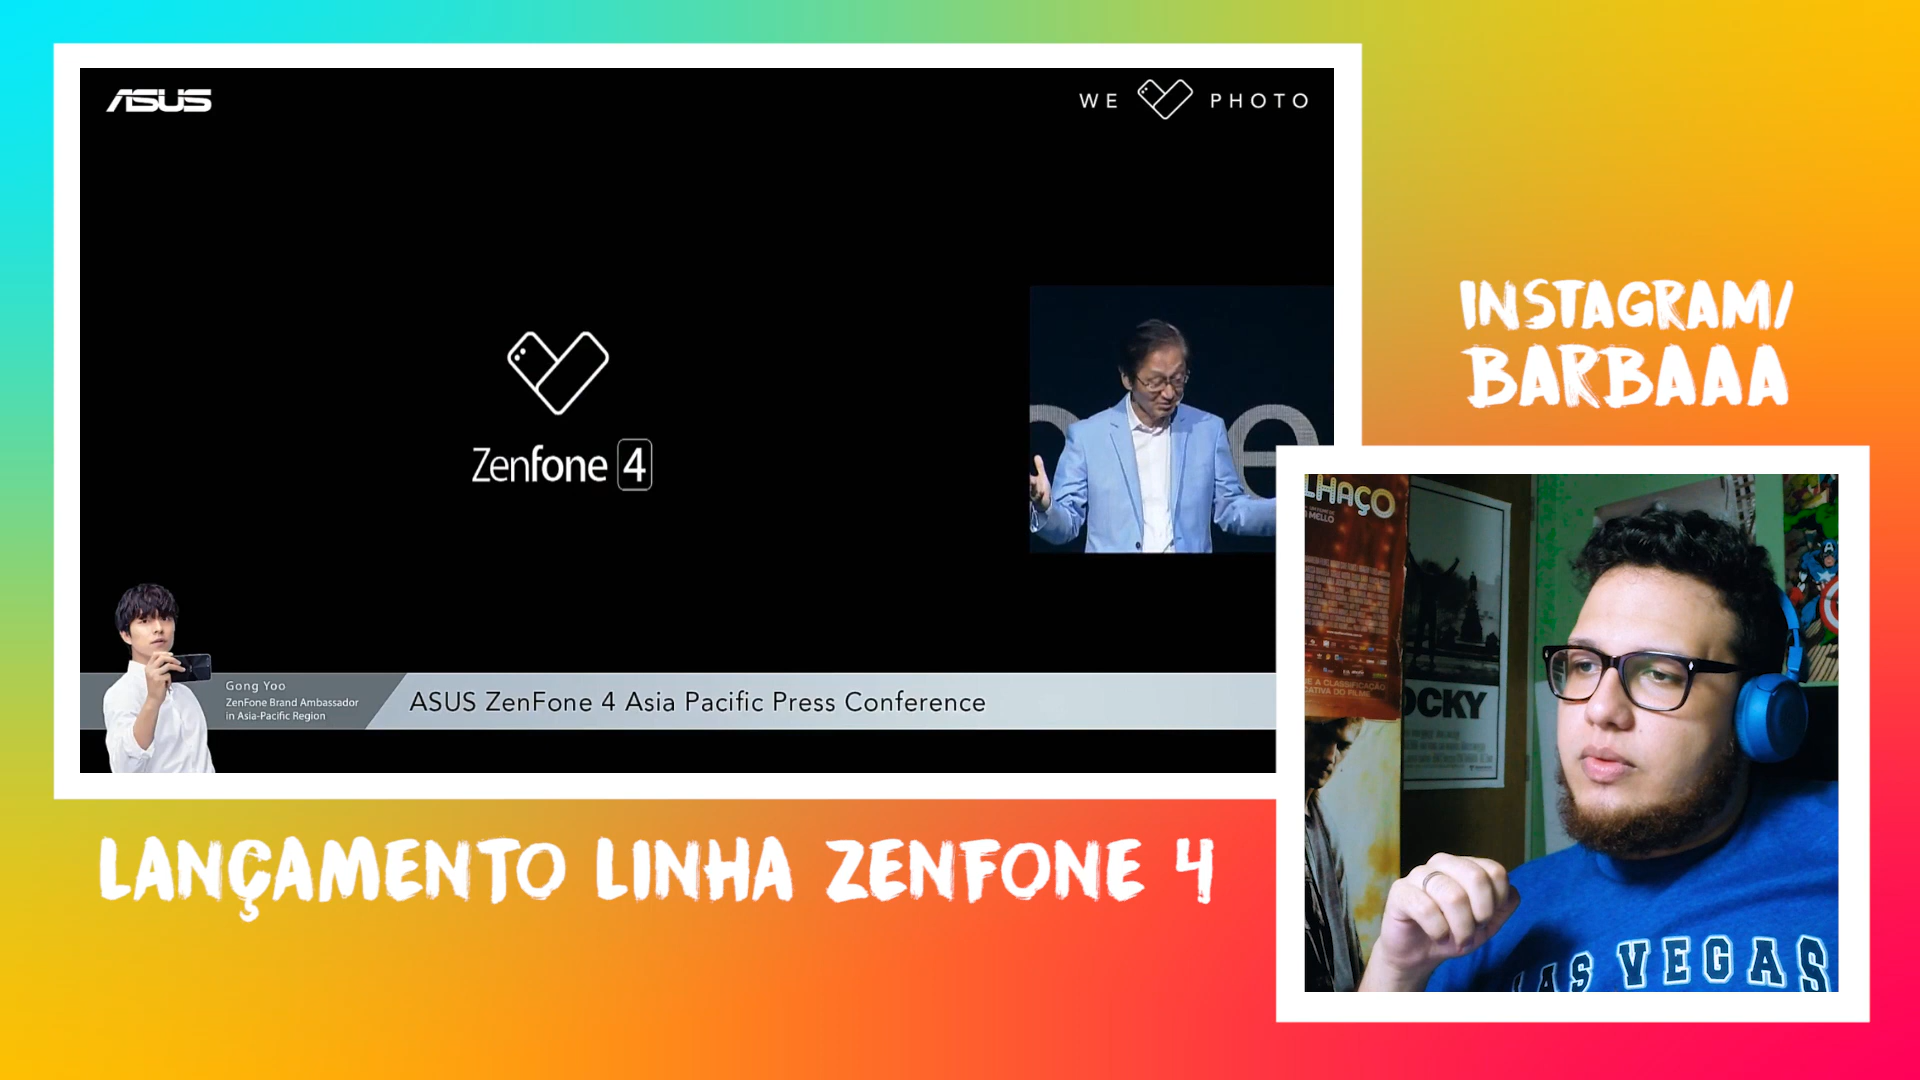 ASUS
WE PHOTO
Zenfone 4
Gong Yoo
ZenFone Brand Ambassador
in Asia-Pacific Region
ASUS ZenFone 4 Asia Pacific Press Conference
INSTAGRAM/
BARBAAA
LHAÇO
MELLO
OCKY
LAS VEGAS
LANÇAMENTO LINHA ZENFONE 4